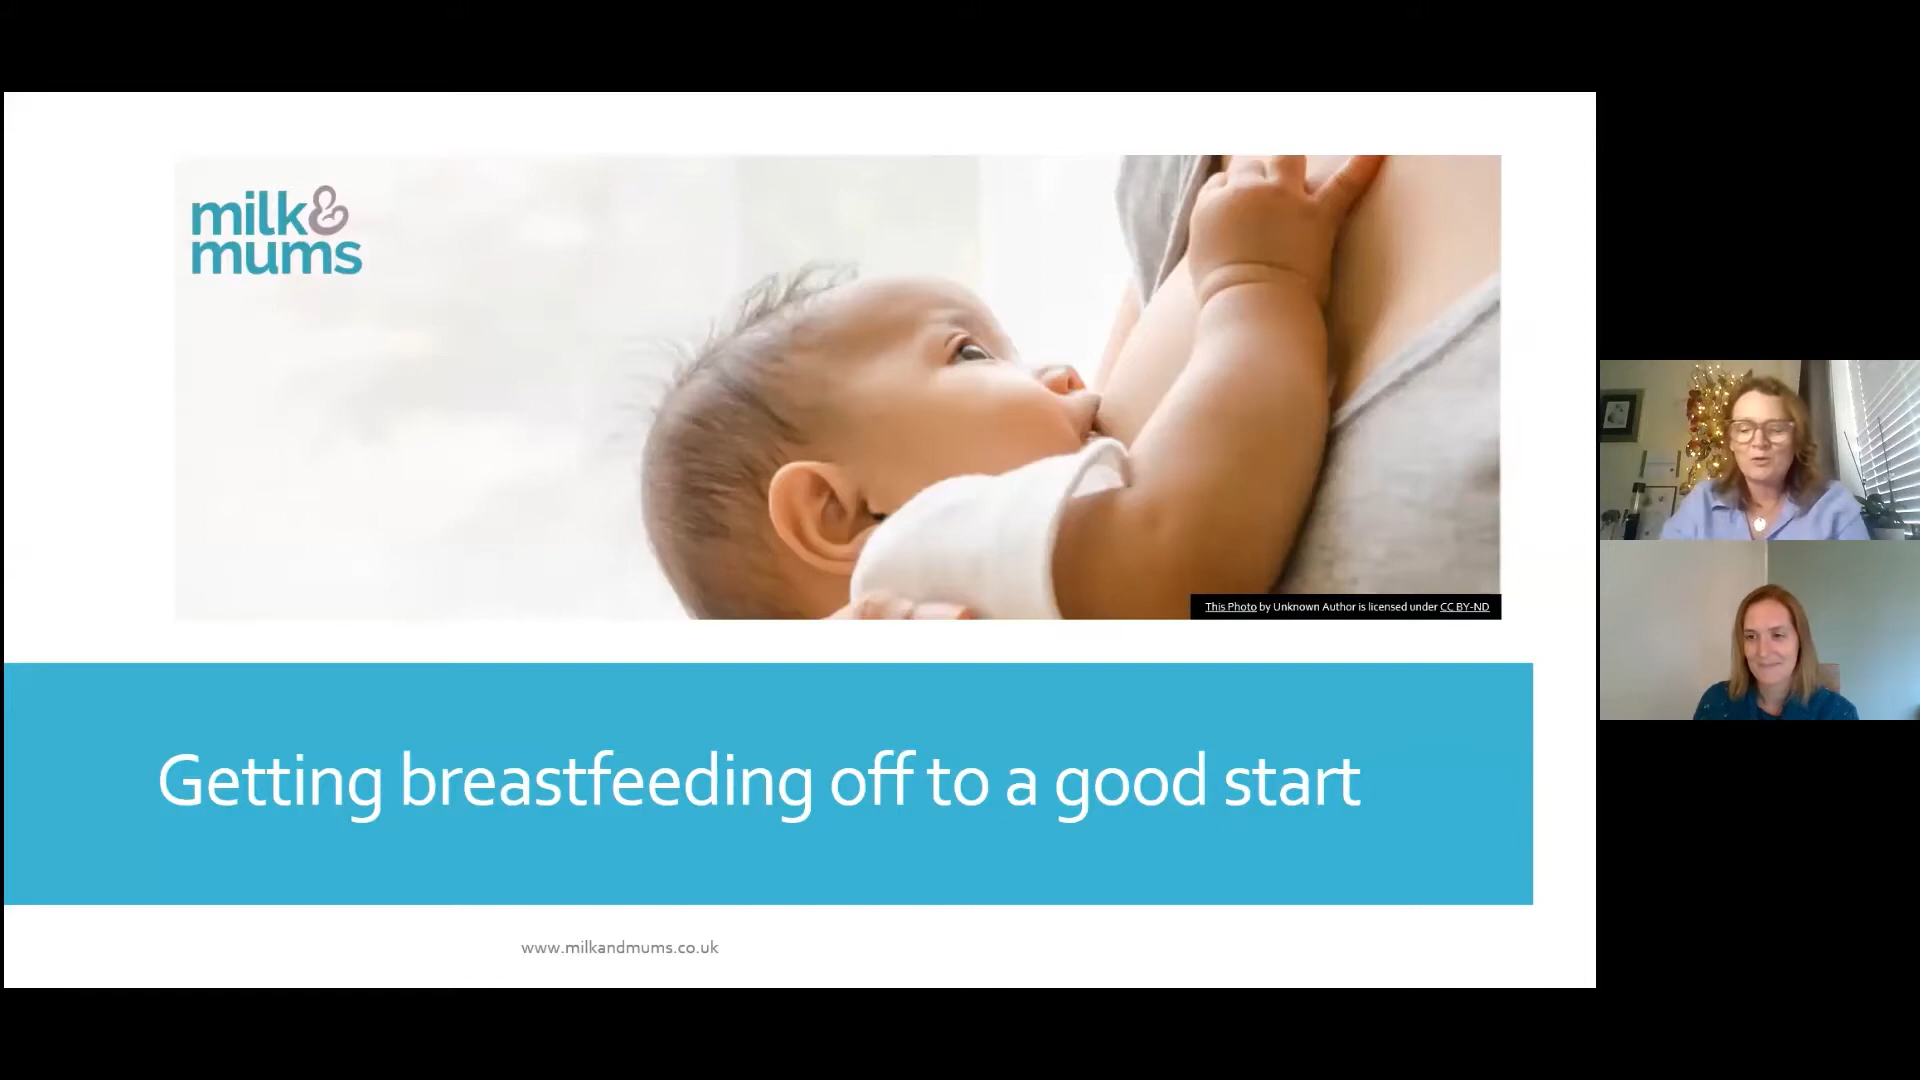 milk&
mums
This Photo by Unknown Author is licensed under CC BY-ND
Getting breastfeeding off to a good start
www.milkandmums.co.uk